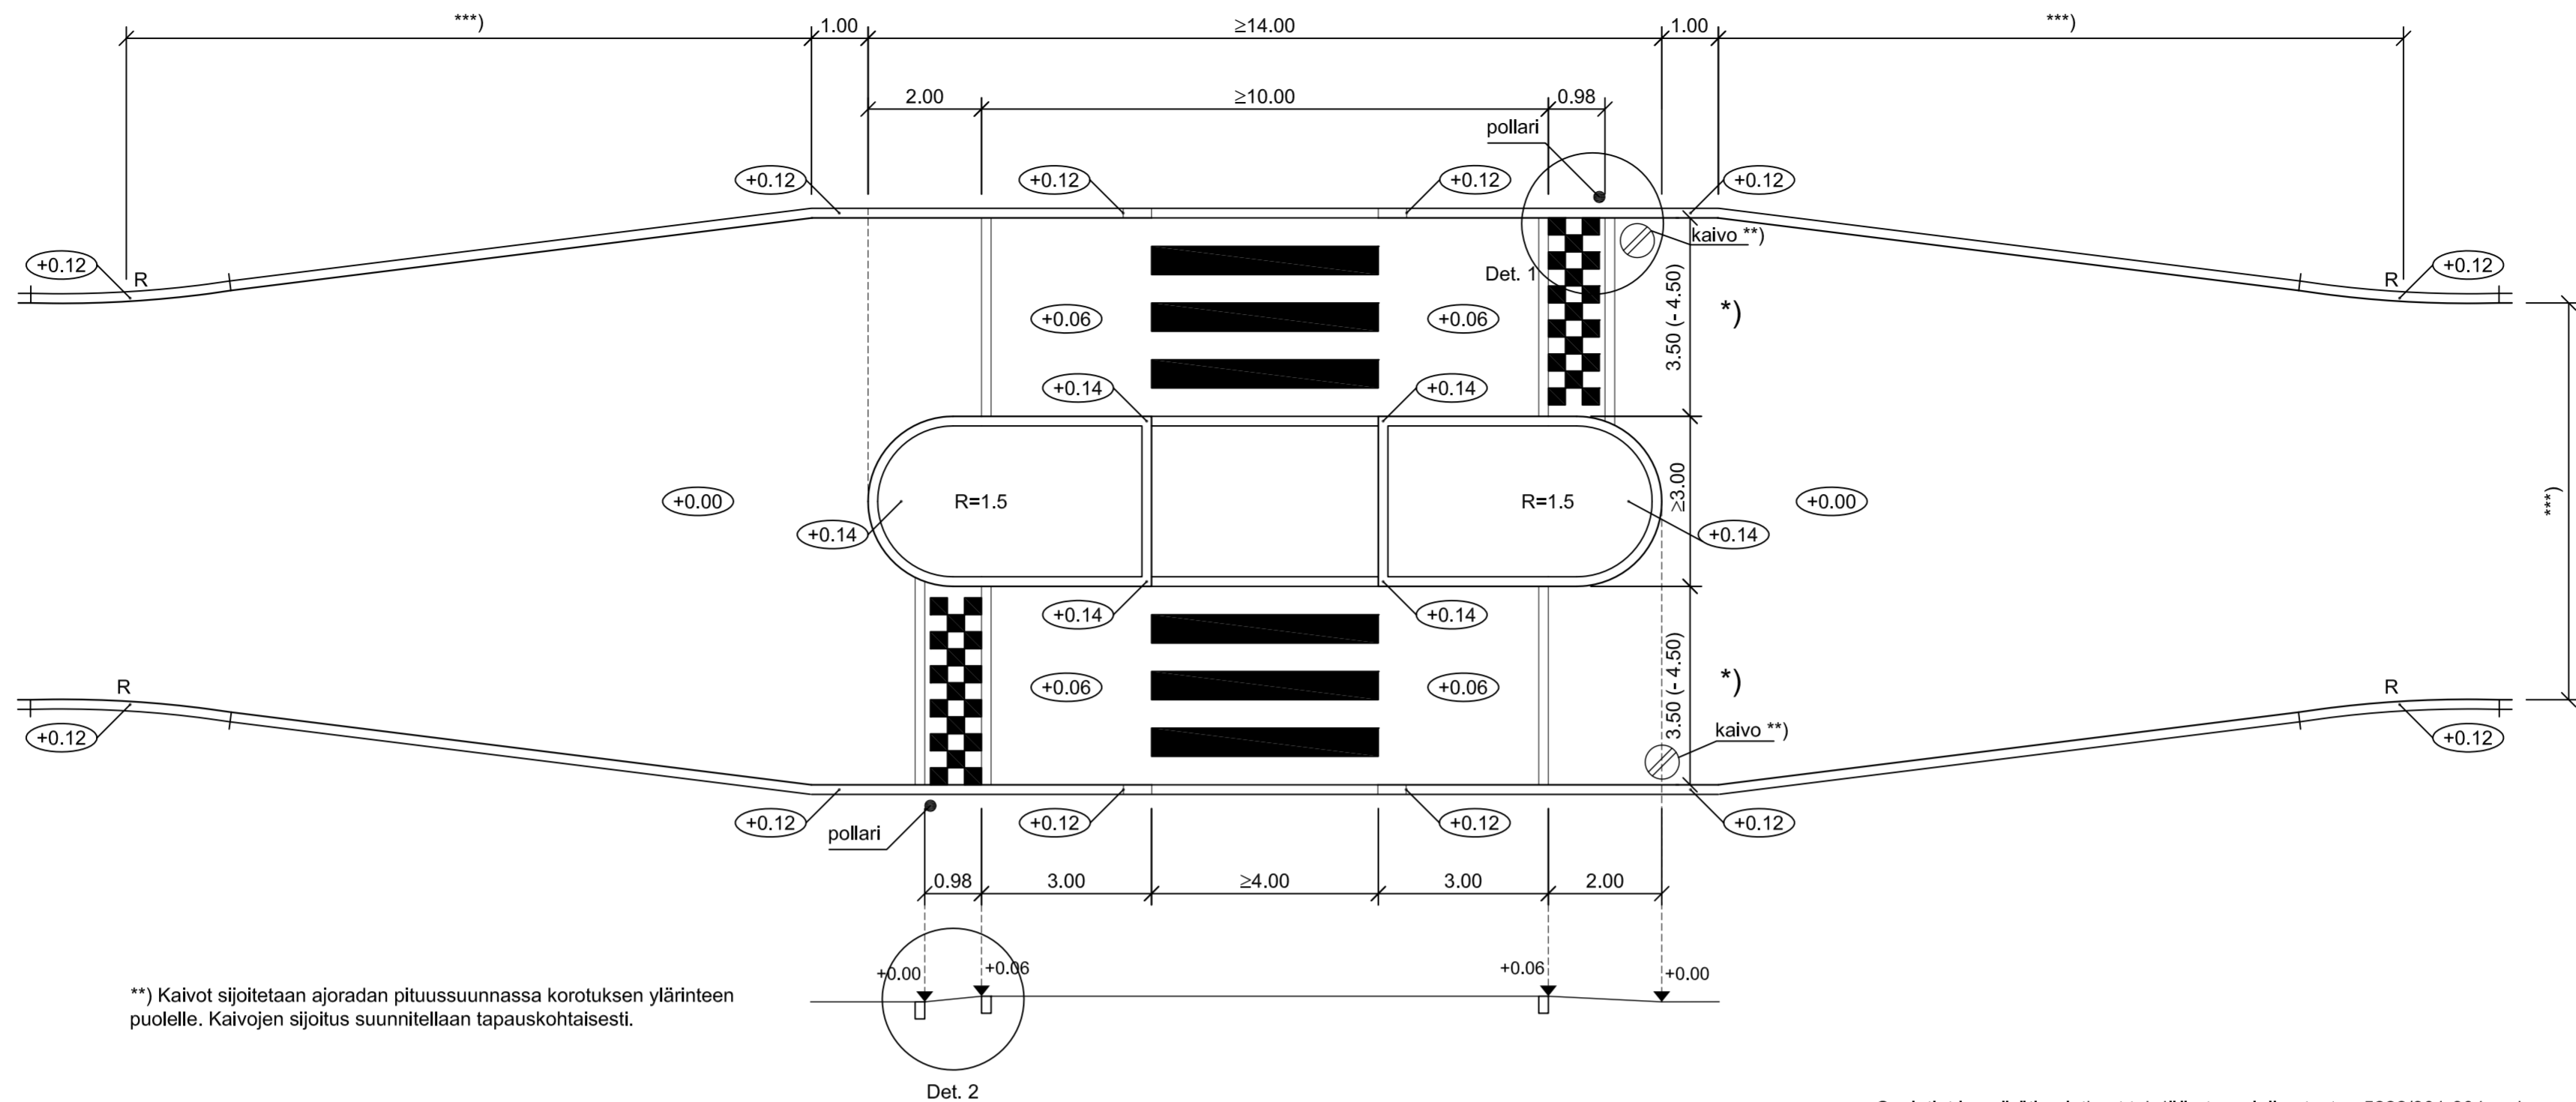 ***) 1.00 ≥14.00 1.00 ***)
2.00 ≥10.00 0.98
pollari
+0.12 +0.12 +0.12 +0.12
kaivo **)
+0.12 R Det. 1 R +0.12
+0.06 +0.06 3.50 (- 4.50) *)
+0.14 +0.14
+0.00 R=1.5 R=1.5 ≥3.00 +0.00 ***)
+0.14 +0.14
+0.14 +0.14
R +0.06 +0.06 3.50 (- 4.50) *) R
+0.12 kaivo **) +0.12
+0.12 +0.12 +0.12 +0.12
pollari
0.98 3.00 ≥4.00 3.00 2.00
+0.00 +0.06 +0.06 +0.00
**) Kaivot sijoitetaan ajoradan pituussuunnassa korotuksen ylärinteen
puolelle. Kaivojen sijoitus suunnitellaan tapauskohtaisesti.
Det. 2